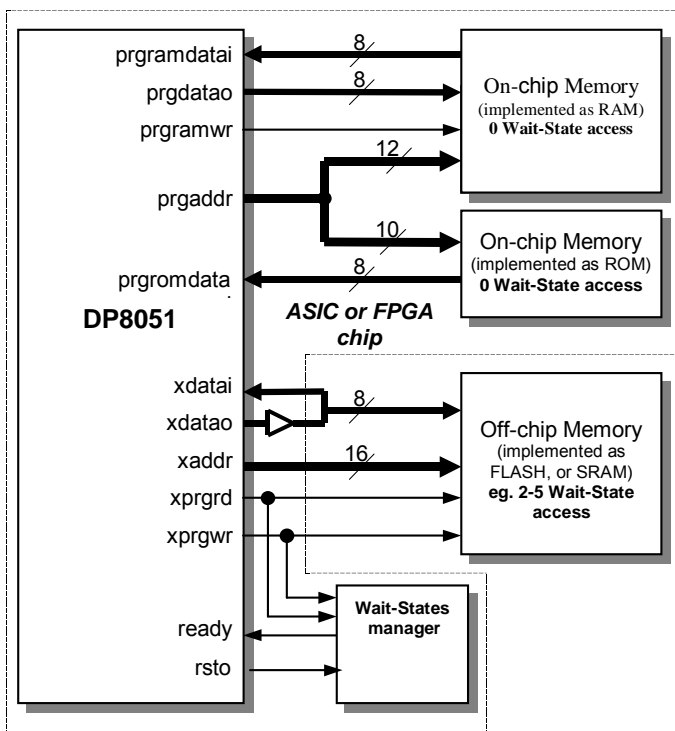 prgramdatai
8
prgdatao
8
prgramwr
On-chip Memory
(implemented as RAM)
0 Wait-State access
12
prgaddr
10
On-chip Memory
(implemented as ROM)
0 Wait-State access
prgromdata
8
DP8051
ASIC or FPGA
chip
xdatai
xdatao
8
xaddr
16
xprgrd
xprgwr
Off-chip Memory
(implemented as
FLASH, or SRAM)
eg. 2-5 Wait-State
access
Wait-States
manager
ready
rsto